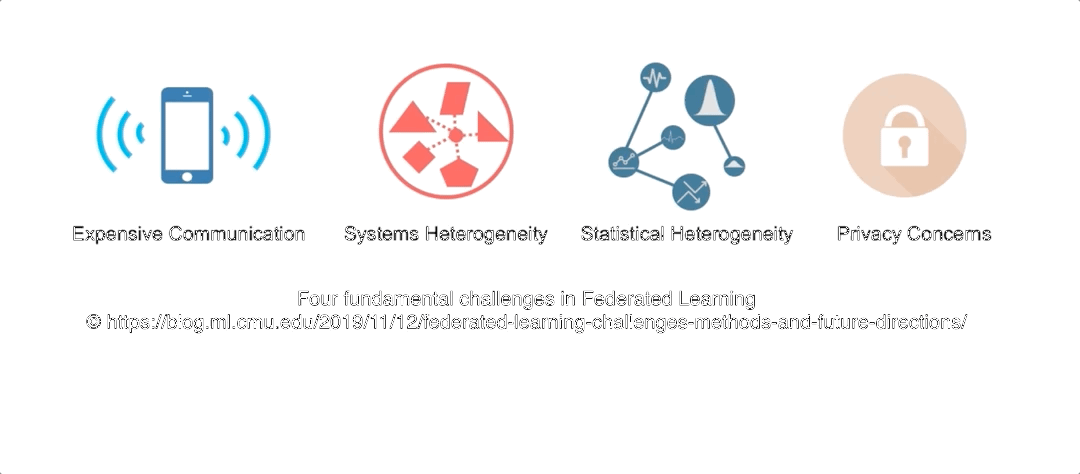 Expensive Communication
Systems Heterogeneity
Statistical Heterogeneity
Privacy Concerns
Four fundamental challenges in Federated Learning
© https://blog.ml.cmu.edu/2019/11/12/federated-learning-challenges-methods-and-future-directions/